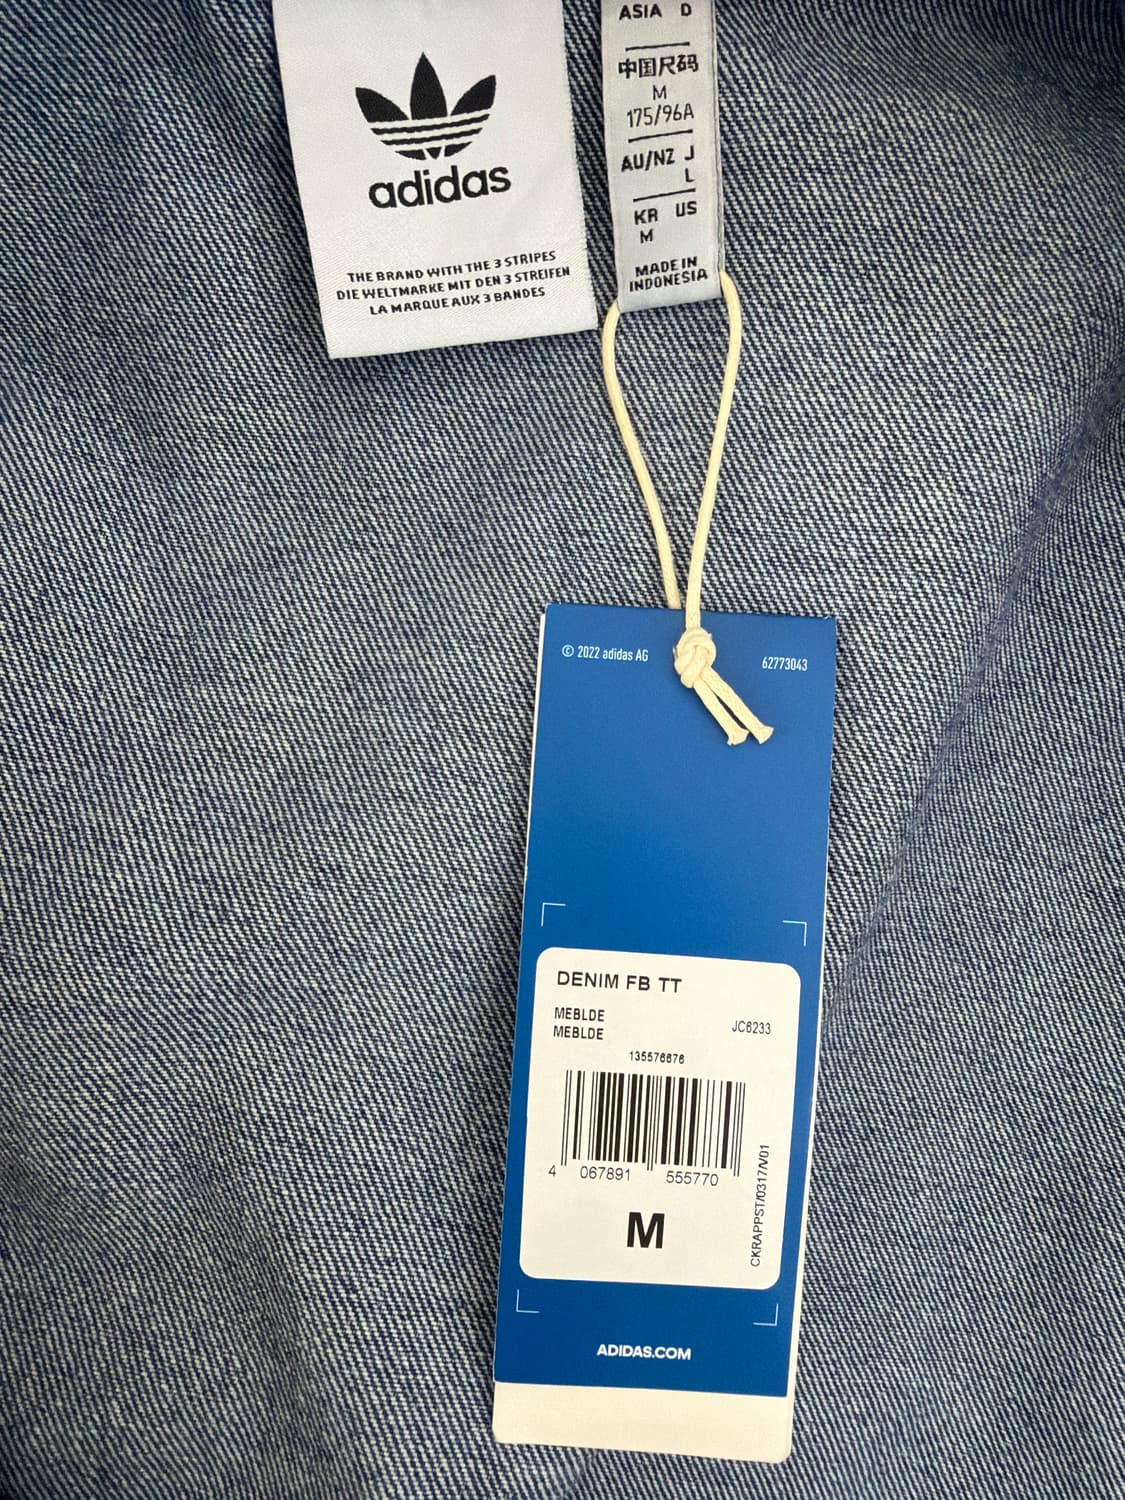 adidas
THE BRAND WITH THE 3 STRIPES
DIE WELTMARKE MIT DEN 3 STREIFEN
LA MARQUE AUX 3 BANDES
ASIA D
中国尺码
M
175/96A
AU/NZ J
L
KR US
M
MADE IN
INDONESIA
© 2022 adidas AG
62773043
DENIM FB TT
MEBLDE
MEBLDE
JC6233
135576676
4 067891 555770
M
CKRAPPST/0317/V01
ADIDAS.COM